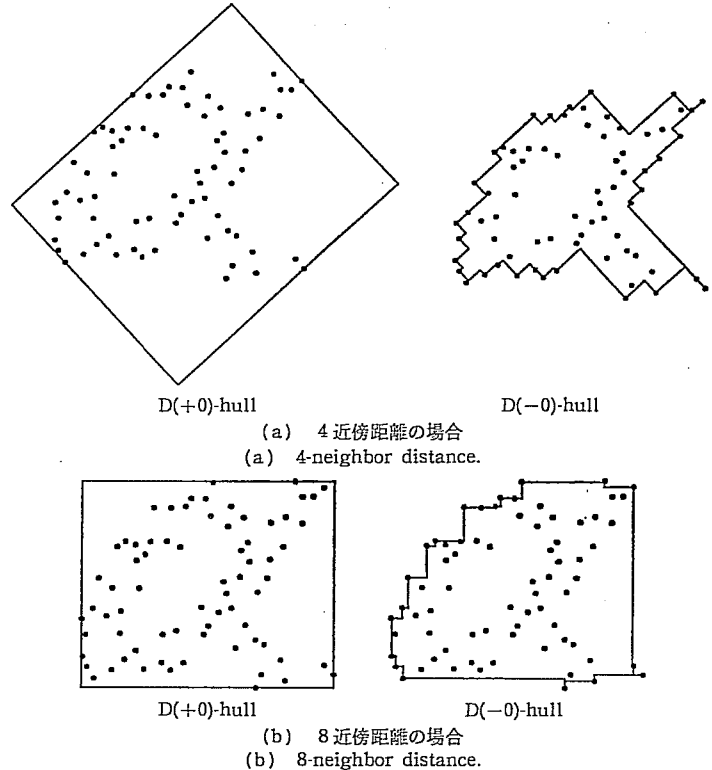 D(+0)-hull D(−0)-hull
(a) 4近傍距離の場合
(a) 4-neighbor distance.
D(+0)-hull D(−0)-hull
(b) 8近傍距離の場合
(b) 8-neighbor distance.